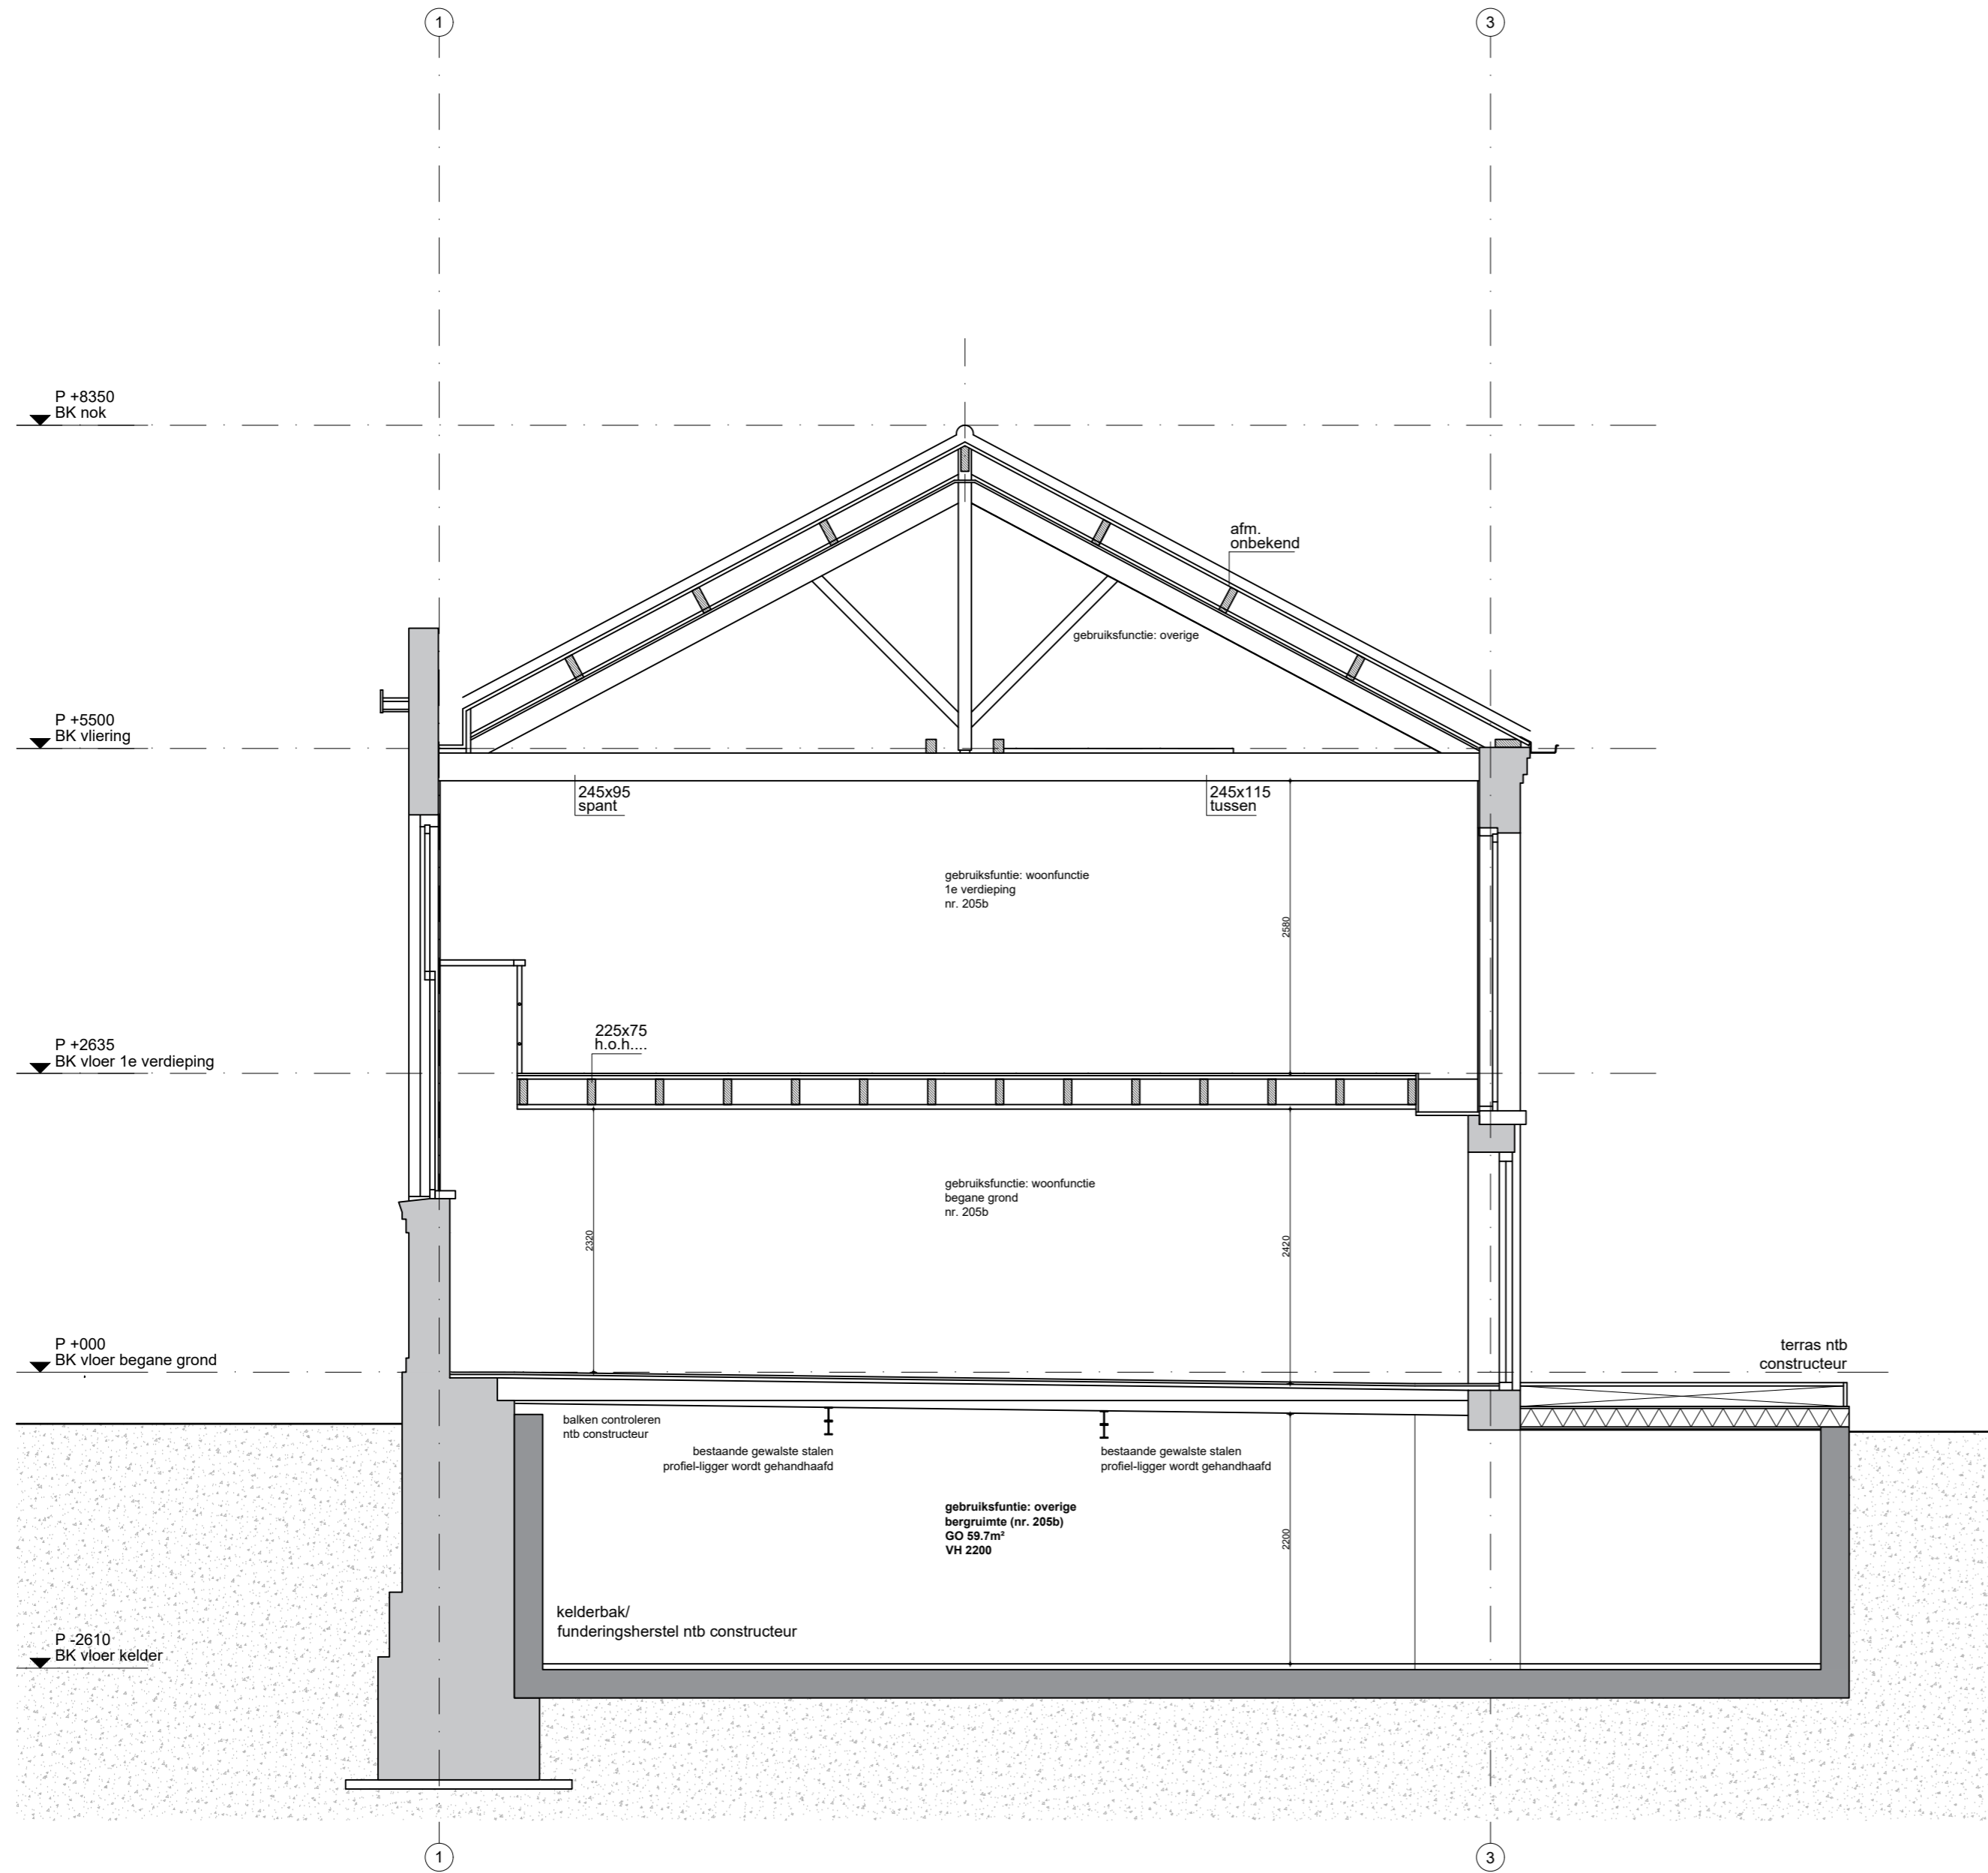 1
3
P +8350
BK nok
afm.
onbekend
gebruiksfunctie: overige
P +5500
BK vliering
245x95
spant
245x115
tussen
gebruiksfuntie: woonfunctie
1e verdieping
nr. 205b
2580
225x75
h.o.h....
P +2635
BK vloer 1e verdieping
gebruiksfunctie: woonfunctie
begane grond
nr. 205b
2320
2420
P +000
BK vloer begane grond
terras ntb
constructeur
balken controleren
ntb constructeur
bestaande gewalste stalen
profiel-ligger wordt gehandhaafd
bestaande gewalste stalen
profiel-ligger wordt gehandhaafd
gebruiksfuntie: overige
bergruimte (nr. 205b)
GO 59.7m²
VH 2200
2200
kelderbak/
funderingsherstel ntb constructeur
P -2610
BK vloer kelder
1
3